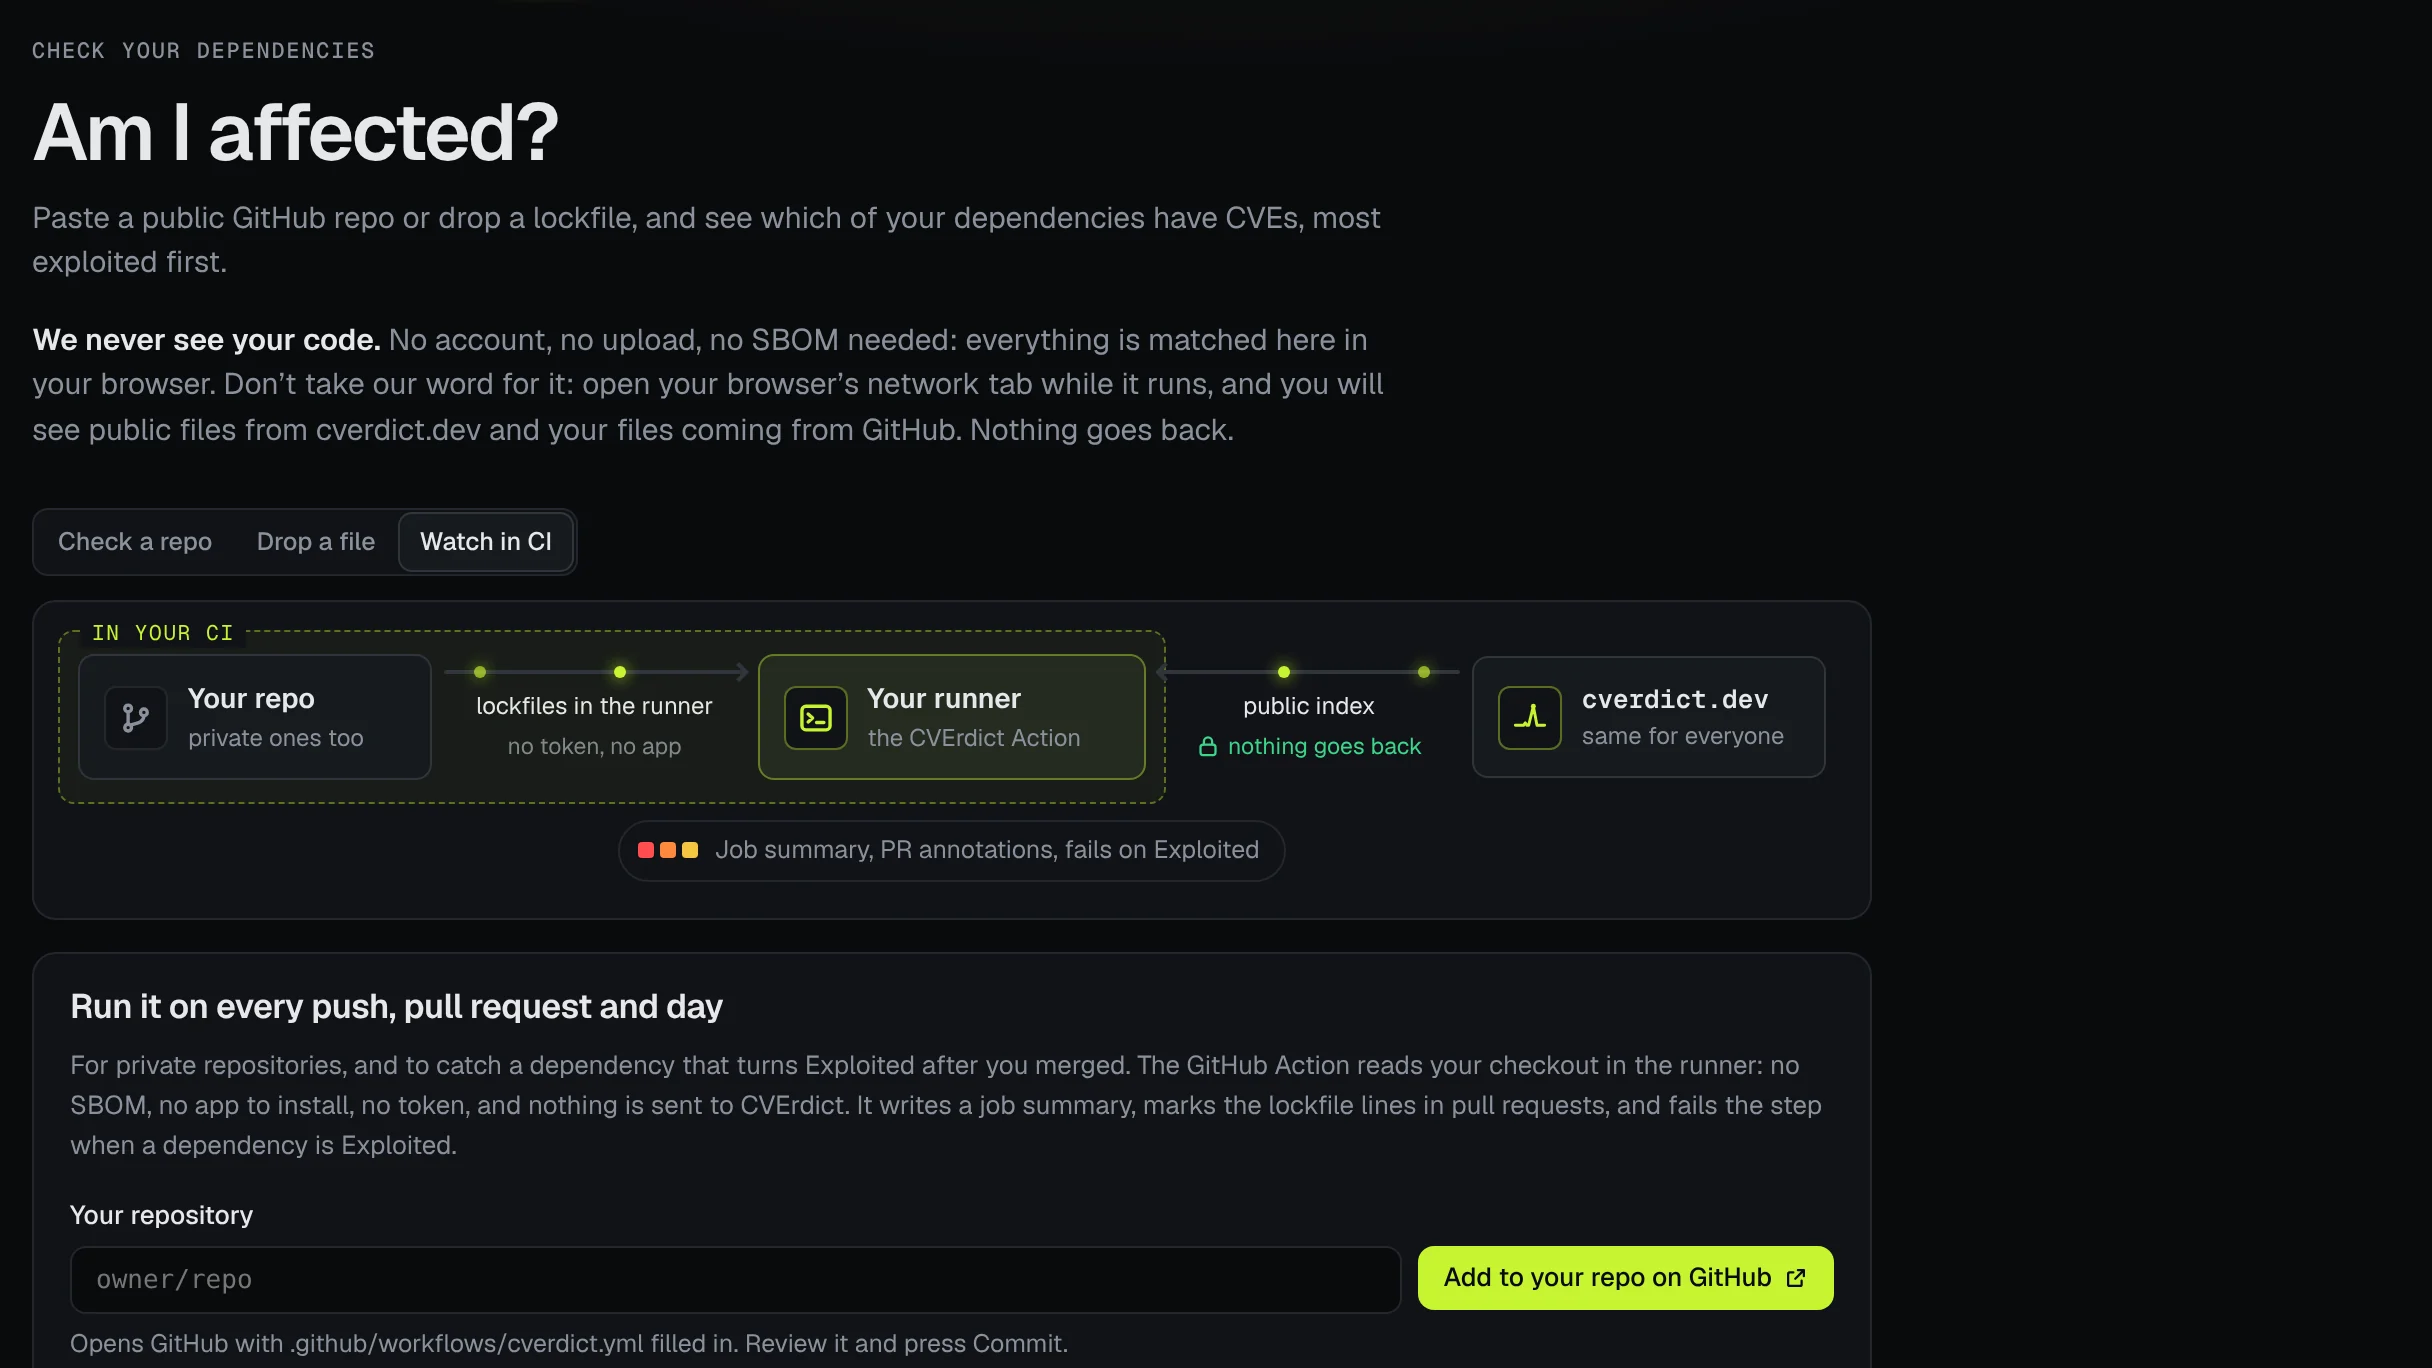 CHECK YOUR DEPENDENCIES
Am I affected?
Paste a public GitHub repo or drop a lockfile, and see which of your dependencies have CVEs, most
exploited first.
We never see your code. No account, no upload, no SBOM needed: everything is matched here in
your browser. Don’t take our word for it: open your browser’s network tab while it runs, and you will
see public files from cverdict.dev and your files coming from GitHub. Nothing goes back.
Check a repo
Drop a file
Watch in CI
IN YOUR CI
Your repo
private ones too
lockfiles in the runner
no token, no app
Your runner
the CVErdict Action
public index
nothing goes back
cverdict.dev
same for everyone
Job summary, PR annotations, fails on Exploited
Run it on every push, pull request and day
For private repositories, and to catch a dependency that turns Exploited after you merged. The GitHub Action reads your checkout in the runner: no
SBOM, no app to install, no token, and nothing is sent to CVErdict. It writes a job summary, marks the lockfile lines in pull requests, and fails the step
when a dependency is Exploited.
Your repository
owner/repo
Add to your repo on GitHub
Opens GitHub with .github/workflows/cverdict.yml filled in. Review it and press Commit.